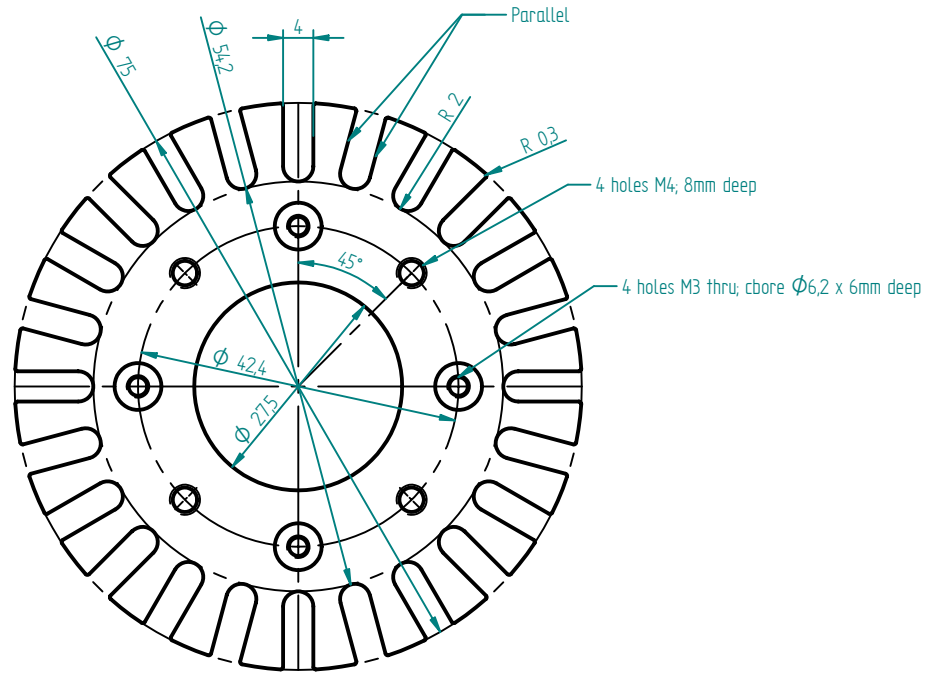 Parallel
4
Φ 54,2
Φ 75
R 2
R 0,3
4 holes M4; 8mm deep
45°
4 holes M3 thru; cbore Φ6,2 x 6mm deep
Φ 42,4
Φ 27,5